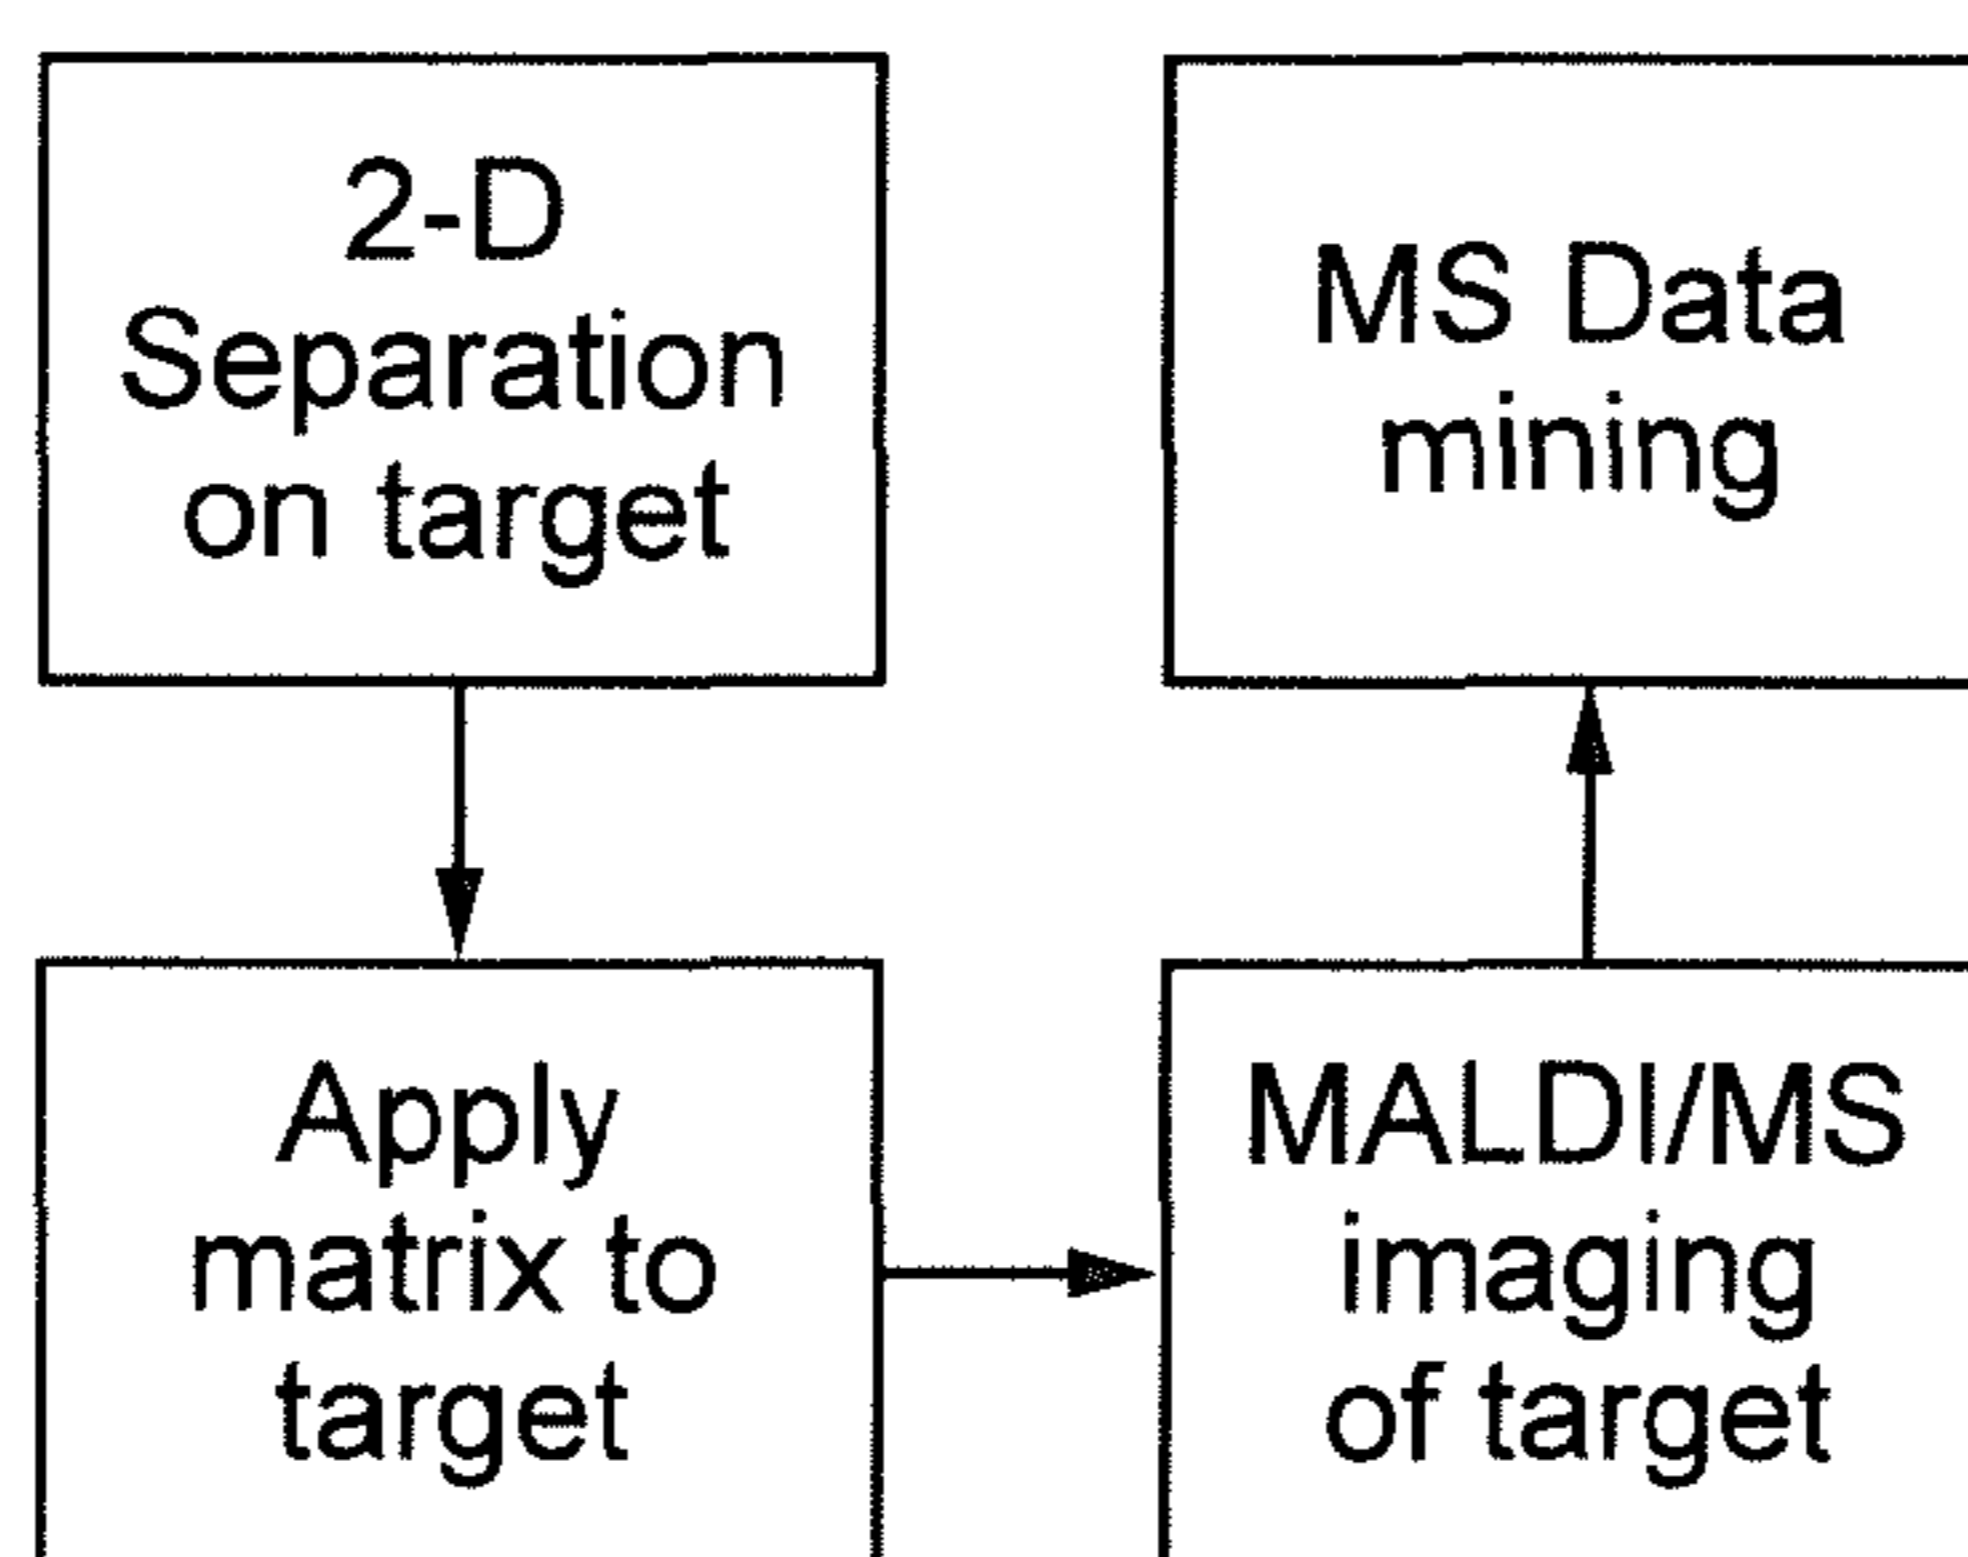 2-D
Separation
on target
Apply
matrix to
target
MALDI/MS
imaging
of target
MS Data
mining